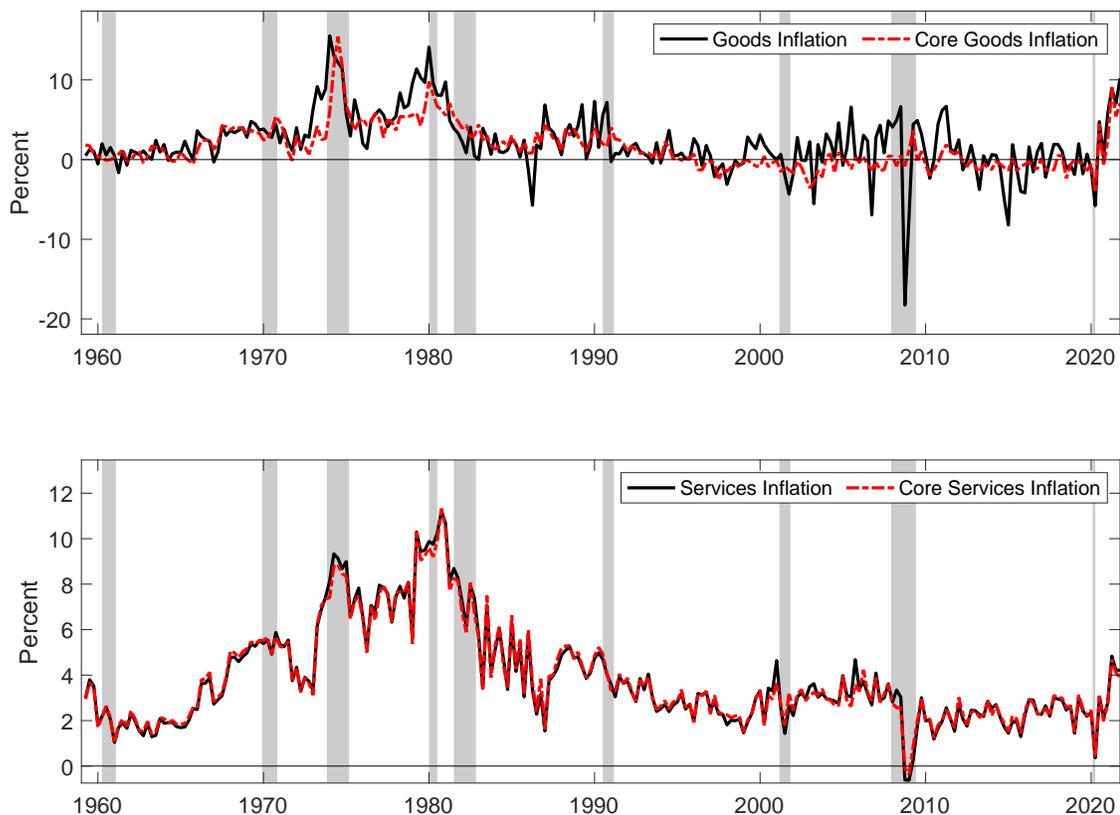 Goods Inflation Core Goods Inflation
10
0
-10
-20
Percent
1960 1970 1980 1990 2000 2010 2020
Services Inflation Core Services Inflation
12
10
8
6
4
2
0
Percent
1960 1970 1980 1990 2000 2010 2020